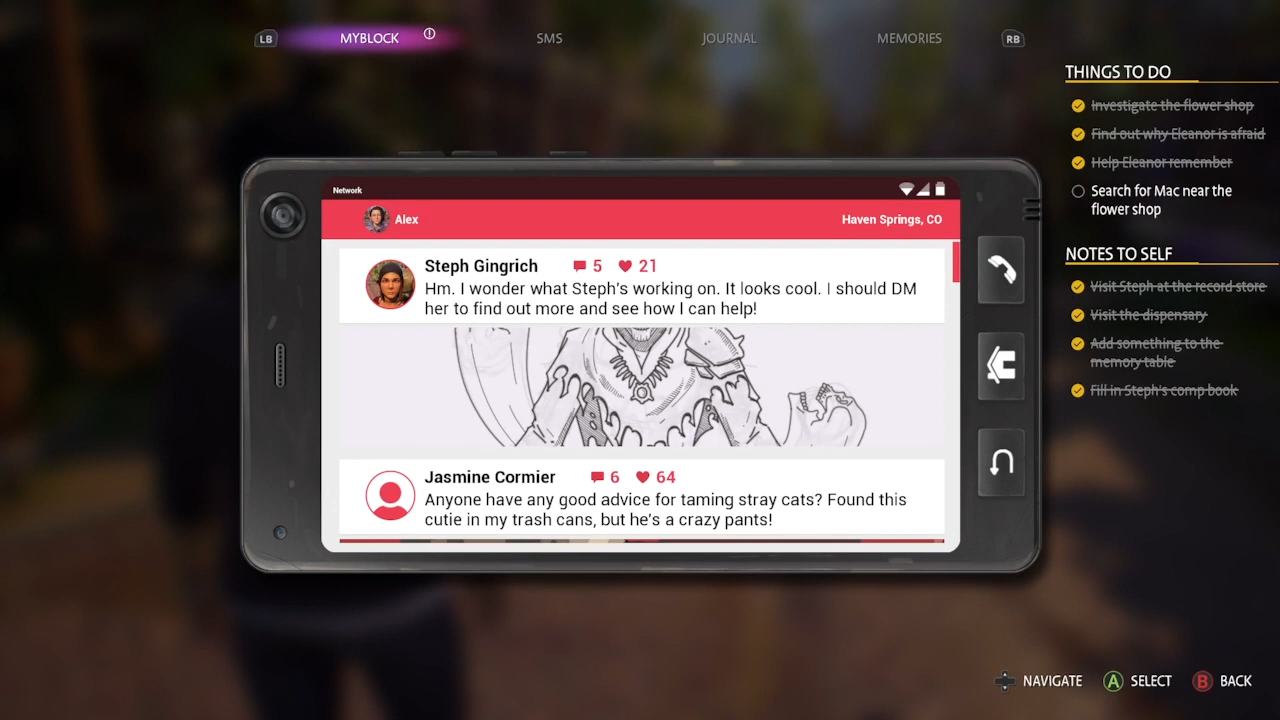 LB
MYBLOCK
SMS
JOURNAL
MEMORIES
RB
THINGS TO DO
Investigate the flower shop
Find out why Eleanor is afraid
Help Eleanor remember
Search for Mac near the
flower shop
NOTES TO SELF
Visit Steph at the record store
Visit the dispensary
Add something to the
memory table
Fill in Steph's comp book
Network
Alex
Haven Springs, CO
Steph Gingrich 5 21
Hm. I wonder what Steph's working on. It looks cool. I should DM
her to find out more and see how I can help!
Jasmine Cormier 6 64
Anyone have any good advice for taming stray cats? Found this
cutie in my trash cans, but he's a crazy pants!
NAVIGATE
A SELECT
B BACK